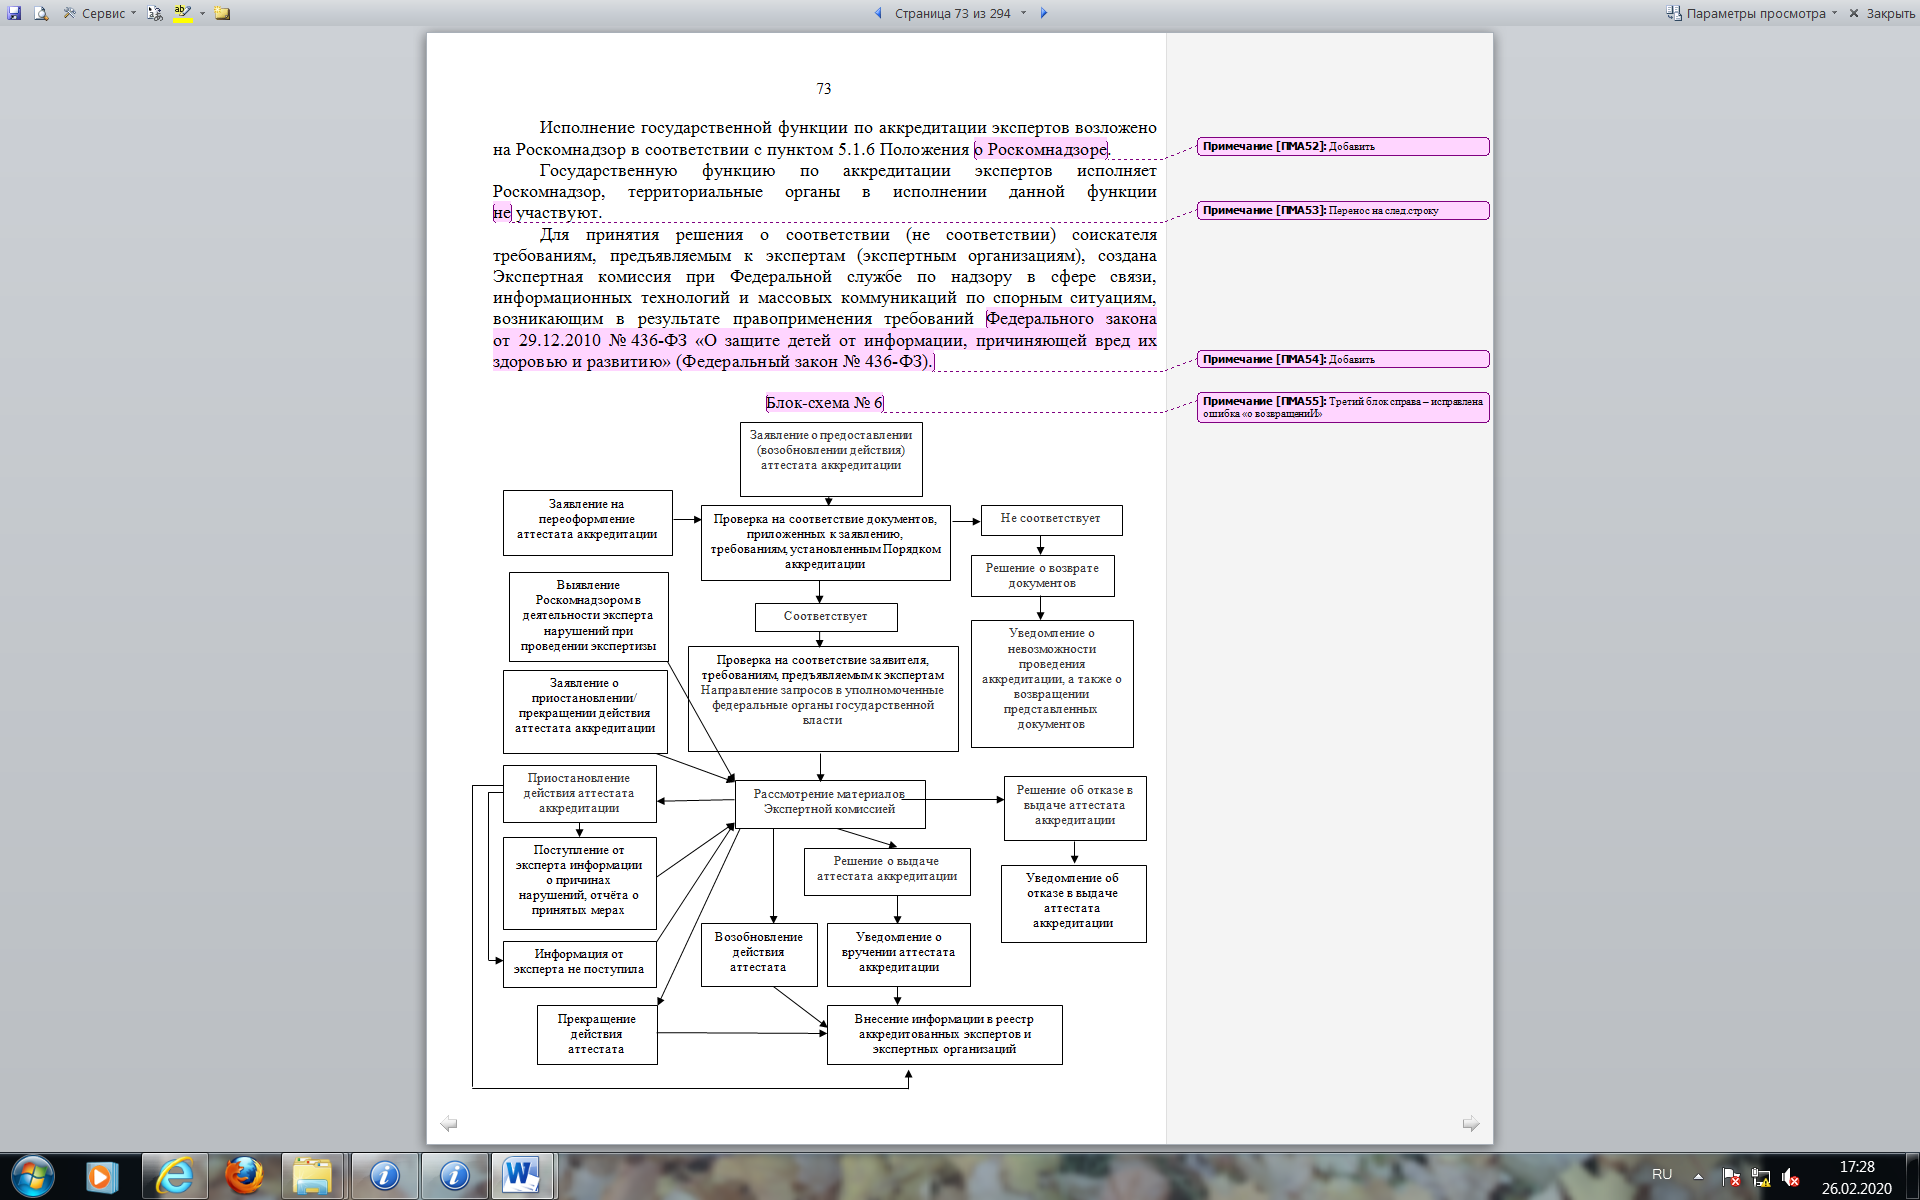 Сервис
Страница 73 из 294
Параметры просмотра
Закрыть
73
Исполнение государственной функции по аккредитации экспертов возложено
на Роскомнадзор в соответствии с пунктом 5.1.6 Положения о Роскомнадзоре.
Государственную функцию по аккредитации экспертов исполняет
Роскомнадзор, территориальные органы в исполнении данной функции
не участвуют.
Для принятия решения о соответствии (не соответствии) соискателя
требованиям, предъявляемым к экспертам (экспертным организациям), создана
Экспертная комиссия при Федеральной службе по надзору в сфере связи,
информационных технологий и массовых коммуникаций по спорным ситуациям,
возникающим в результате правоприменения требований Федерального закона
от 29.12.2010 № 436-ФЗ «О защите детей от информации, причиняющей вред их
здоровью и развитию» (Федеральный закон № 436-ФЗ).
Примечание [ПМА52]: Добавить
Примечание [ПМА53]: Перенос на след.строку
Примечание [ПМА54]: Добавить
Примечание [ПМА55]: Третий блок справа – исправлена
ошибка «о возвращениИ»
Блок-схема № 6
Заявление о предоставлении
(возобновлении действия)
аттестата аккредитации
Заявление на
переоформление
аттестата аккредитации
Проверка на соответствие документов,
приложенных к заявлению,
требованиям, установленным Порядком
аккредитации
Не соответствует
Решение о возврате
документов
Выявление
Роскомнадзором в
деятельности эксперта
нарушений при
проведении экспертизы
Соответствует
Уведомление о
невозможности
проведения
аккредитации, а также о
возвращении
представленных
документов
Проверка на соответствие заявителя,
требованиям, предъявляемым к экспертам
Направление запросов в уполномоченные
федеральные органы государственной
власти
Заявление о
приостановлении/
прекращении действия
аттестата аккредитации
Приостановление
действия аттестата
аккредитации
Рассмотрение материалов
Экспертной комиссией
Решение об отказе в
выдаче аттестата
аккредитации
Поступление от
эксперта информации
о причинах
нарушений, отчёта о
принятых мерах
Решение о выдаче
аттестата аккредитации
Уведомление об
отказе в выдаче
аттестата
аккредитации
Информация от
эксперта не поступила
Возобновление
действия
аттестата
Уведомление о
вручении аттестата
аккредитации
Прекращение
действия
аттестата
Внесение информации в реестр
аккредитованных экспертов и
экспертных организаций
RU
17:28
26.02.2020